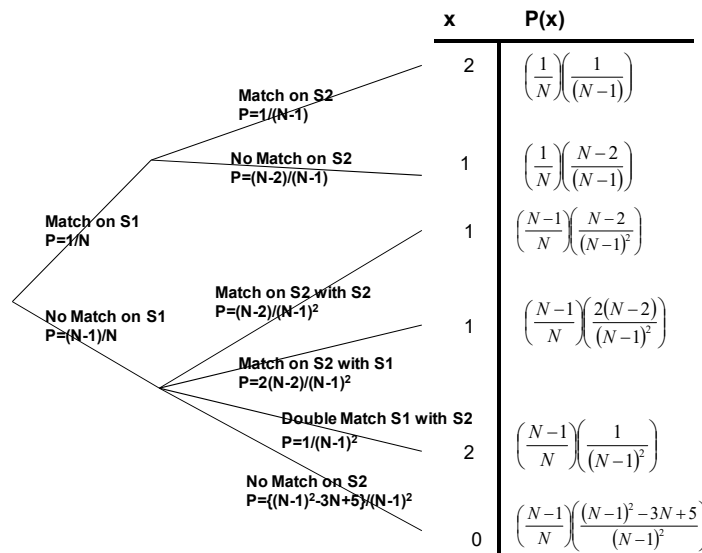 x P(x)
2 (1/N)(1/(N−1))
Match on S2
P=1/(N-1)
No Match on S2
P=(N-2)/(N-1)
1 (1/N)((N−2)/(N−1))
Match on S1
P=1/N
1 ((N−1)/N)((N−2)/(N−1)²)
Match on S2 with S2
P=(N-2)/(N-1)²
No Match on S1
P=(N-1)/N
1 ((N−1)/N)(2(N−2)/(N−1)²)
Match on S2 with S1
P=2(N-2)/(N-1)²
Double Match S1 with S2
P=1/(N-1)²
2 ((N−1)/N)(1/(N−1)²)
No Match on S2
P={(N-1)²-3N+5}/(N-1)²
0 ((N−1)/N)(((N−1)²−3N+5)/(N−1)²)